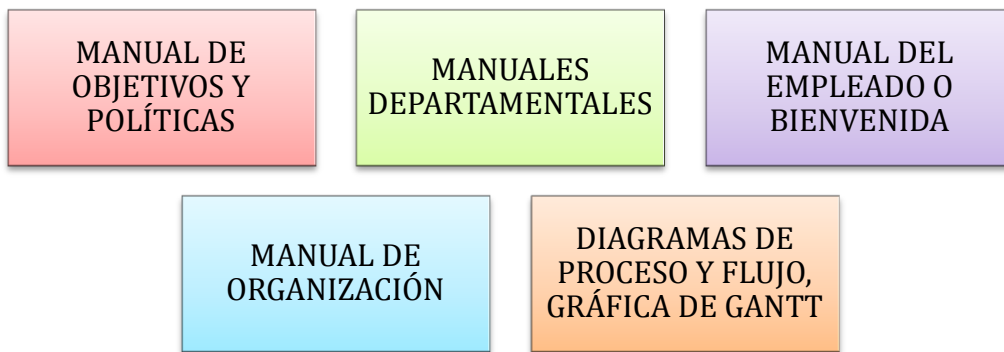 MANUAL DE
OBJETIVOS Y
POLÍTICAS
MANUALES
DEPARTAMENTALES
MANUAL DEL
EMPLEADO O
BIENVENIDA
MANUAL DE
ORGANIZACIÓN
DIAGRAMAS DE
PROCESO Y FLUJO,
GRÁFICA DE GANTT